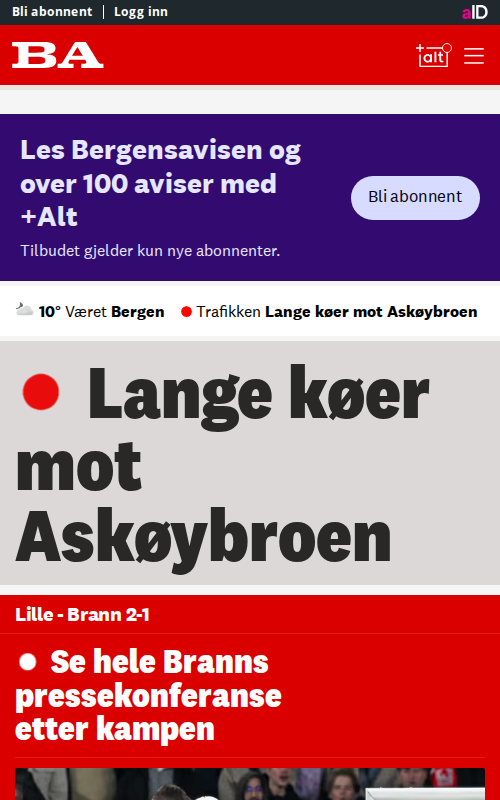 Bli abonnent | Logg inn aID
BA +alt
Les Bergensavisen og
over 100 aviser med
+Alt
Bli abonnent
Tilbudet gjelder kun nye abonnenter.
10° Været Bergen Trafikken Lange køer mot Askøybroen
Lange køer
mot
Askøybroen
Lille - Brann 2-1
Se hele Branns
pressekonferanse
etter kampen